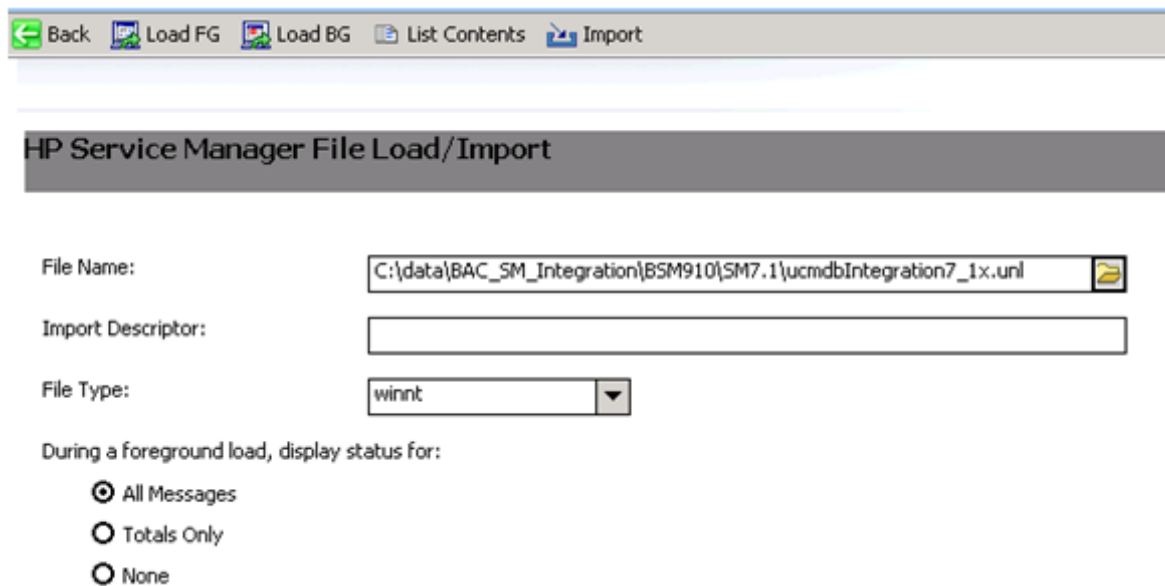 Back Load FG Load BG List Contents Import
HP Service Manager File Load/Import
File Name: C:\data\BAC_SM_Integration\BSM910\SM7.1\ucmdbIntegration7_1x.unl
Import Descriptor:
File Type: winnt
During a foreground load, display status for:
All Messages
Totals Only
None